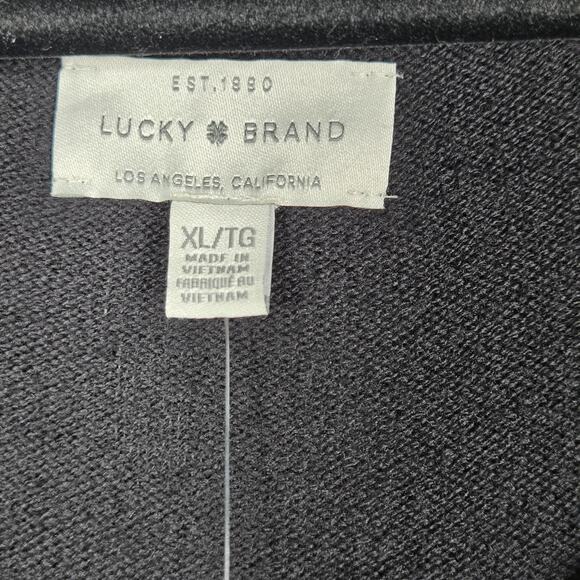 EST.1990
LUCKY BRAND
LOS ANGELES, CALIFORNIA
XL/TG
MADE IN
VIETNAM
FABRIQUÉ AU
VIETNAM